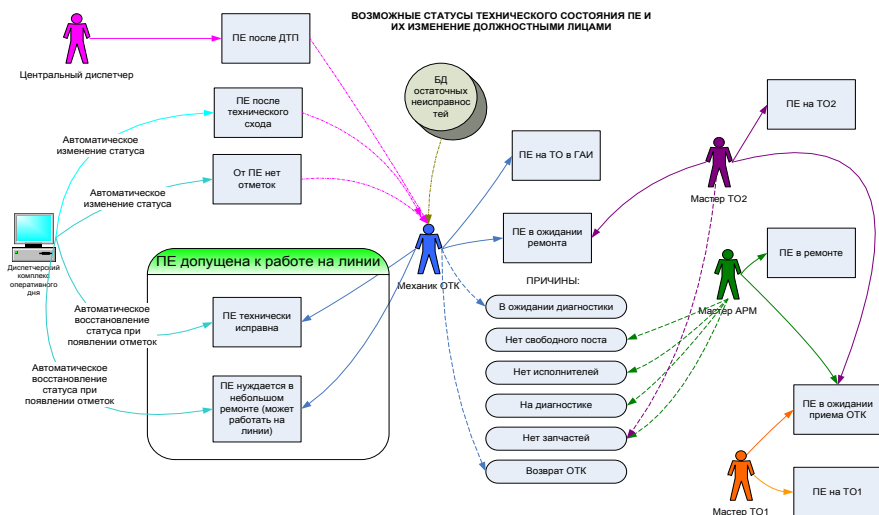 ВОЗМОЖНЫЕ СТАТУСЫ ТЕХНИЧЕСКОГО СОСТОЯНИЯ ПЕ И
ИХ ИЗМЕНЕНИЕ ДОЛЖНОСТНЫМИ ЛИЦАМИ
Центральный диспетчер
ПЕ после ДТП
ПЕ после
технического
схода
Автоматическое
изменение статуса
От ПЕ нет
отметок
Автоматическое
изменение статуса
Диспетчерский
комплекс
оперативного
дня
Автоматическое
восстановление
статуса при
появлении отметок
Автоматическое
восстановление
статуса при
появлении отметок
ПЕ допущена к работе на линии
ПЕ технически
исправна
ПЕ нуждается в
небольшом
ремонте (может
работать на
линии)
БД
остаточных
неисправнос
тей
Механик ОТК
ПЕ на ТО в ГАИ
ПЕ в ожидании
ремонта
ПРИЧИНЫ:
В ожидании диагностики
Нет свободного поста
Нет исполнителей
На диагностике
Нет запчастей
Возврат ОТК
Мастер ТО2
ПЕ на ТО2
Мастер АРМ
ПЕ в ремонте
ПЕ в ожидании
приема ОТК
Мастер ТО1
ПЕ на ТО1